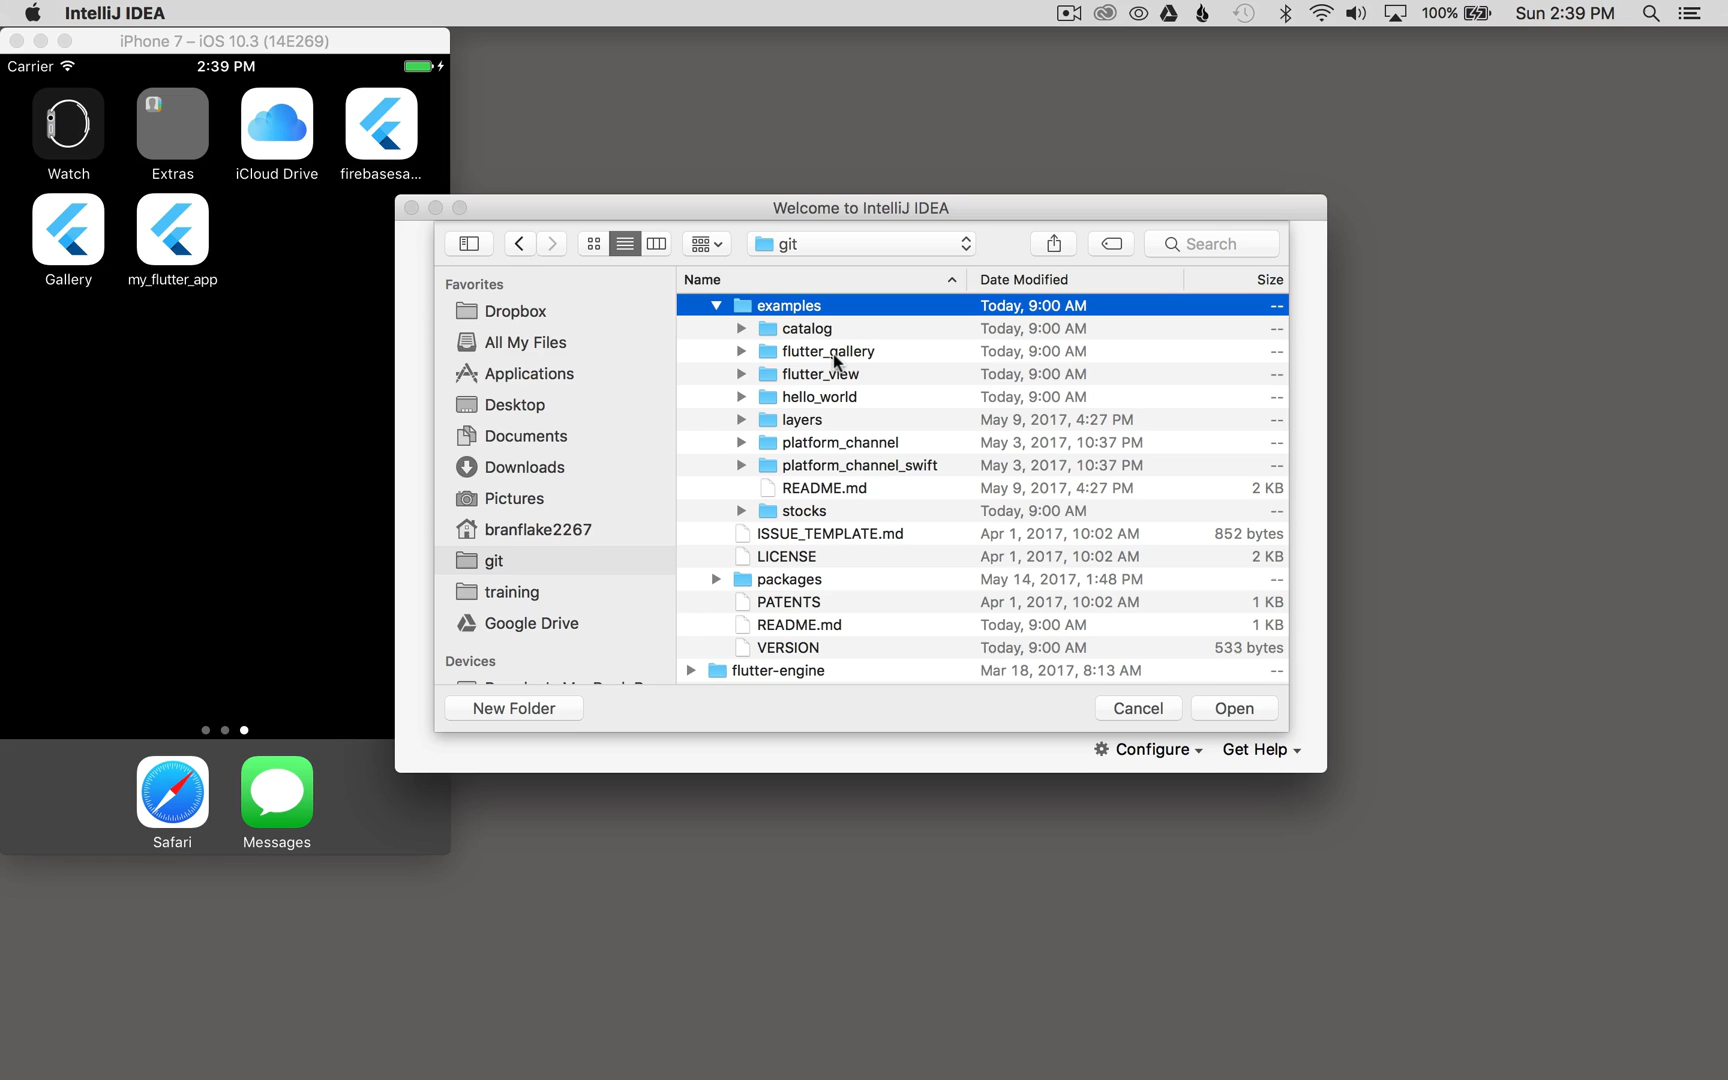 IntelliJ IDEA
100%
Sun 2:39 PM
iPhone 7 – iOS 10.3 (14E269)
Carrier
2:39 PM
Watch
Extras
iCloud Drive
firebasesa...
Gallery
my_flutter_app
Safari
Messages
Welcome to IntelliJ IDEA
git
Search
Favorites
Dropbox
All My Files
Applications
Desktop
Documents
Downloads
Pictures
branflake2267
git
training
Google Drive
Devices
Name Date Modified Size
examples Today, 9:00 AM --
catalog Today, 9:00 AM --
flutter_gallery Today, 9:00 AM --
flutter_view Today, 9:00 AM --
hello_world Today, 9:00 AM --
layers May 9, 2017, 4:27 PM --
platform_channel May 3, 2017, 10:37 PM --
platform_channel_swift May 3, 2017, 10:37 PM --
README.md May 9, 2017, 4:27 PM 2 KB
stocks Today, 9:00 AM --
ISSUE_TEMPLATE.md Apr 1, 2017, 10:02 AM 852 bytes
LICENSE Apr 1, 2017, 10:02 AM 2 KB
packages May 14, 2017, 1:48 PM --
PATENTS Apr 1, 2017, 10:02 AM 1 KB
README.md Today, 9:00 AM 1 KB
VERSION Today, 9:00 AM 533 bytes
flutter-engine Mar 18, 2017, 8:13 AM --
New Folder
Cancel
Open
Configure
Get Help